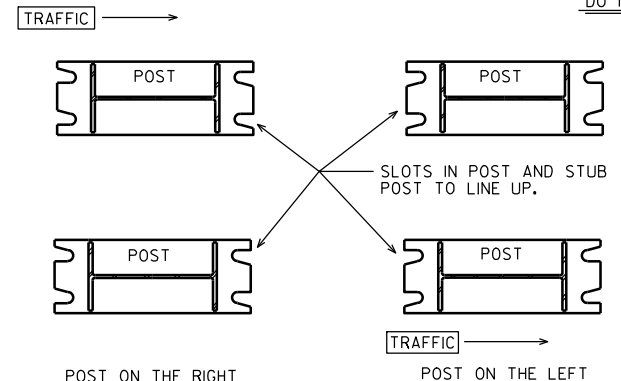 TRAFFIC
POST
POST
SLOTS IN POST AND STUB
POST TO LINE UP.
POST
POST
TRAFFIC
POST ON THE RIGHT
POST ON THE LEFT